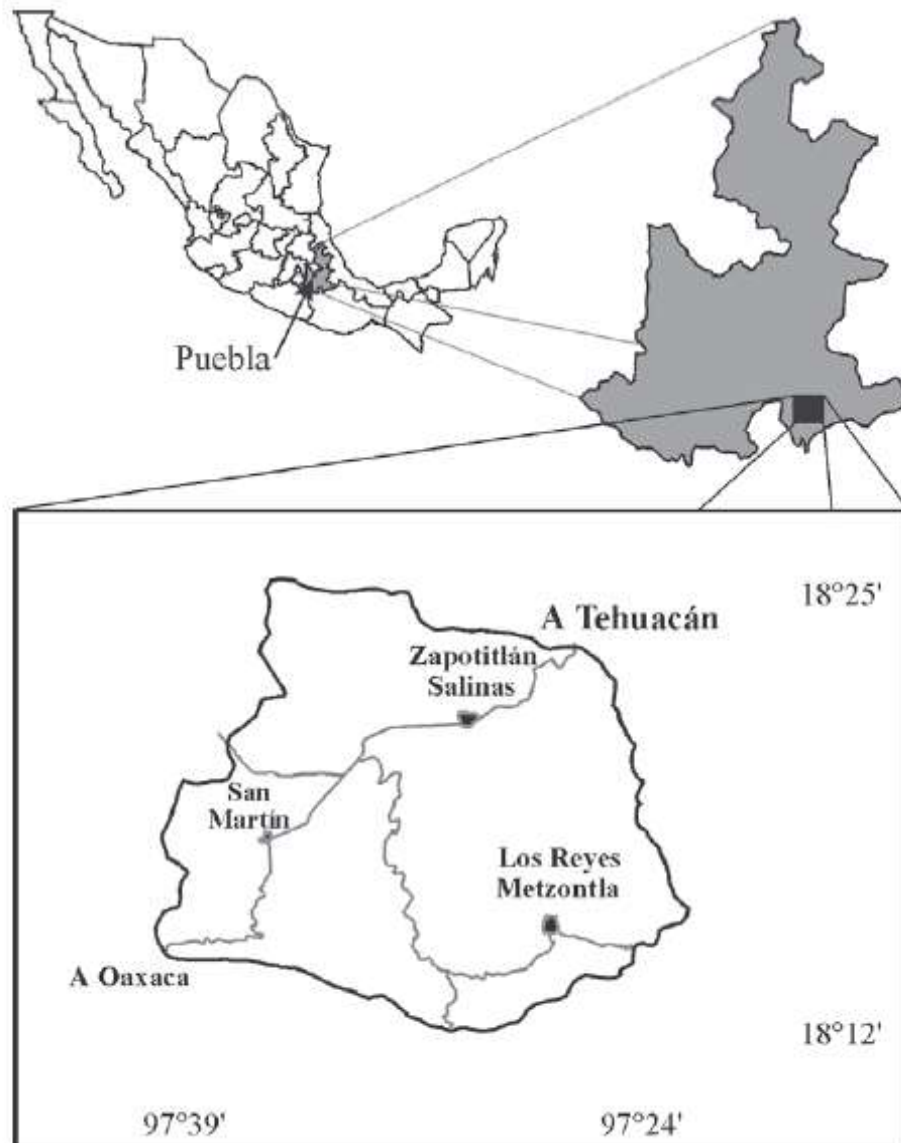 Puebla
18°25'
A Tehuacán
Zapotitlán
Salinas
San
Martín
Los Reyes
Metzontla
A Oaxaca
18°12'
97°39'
97°24'